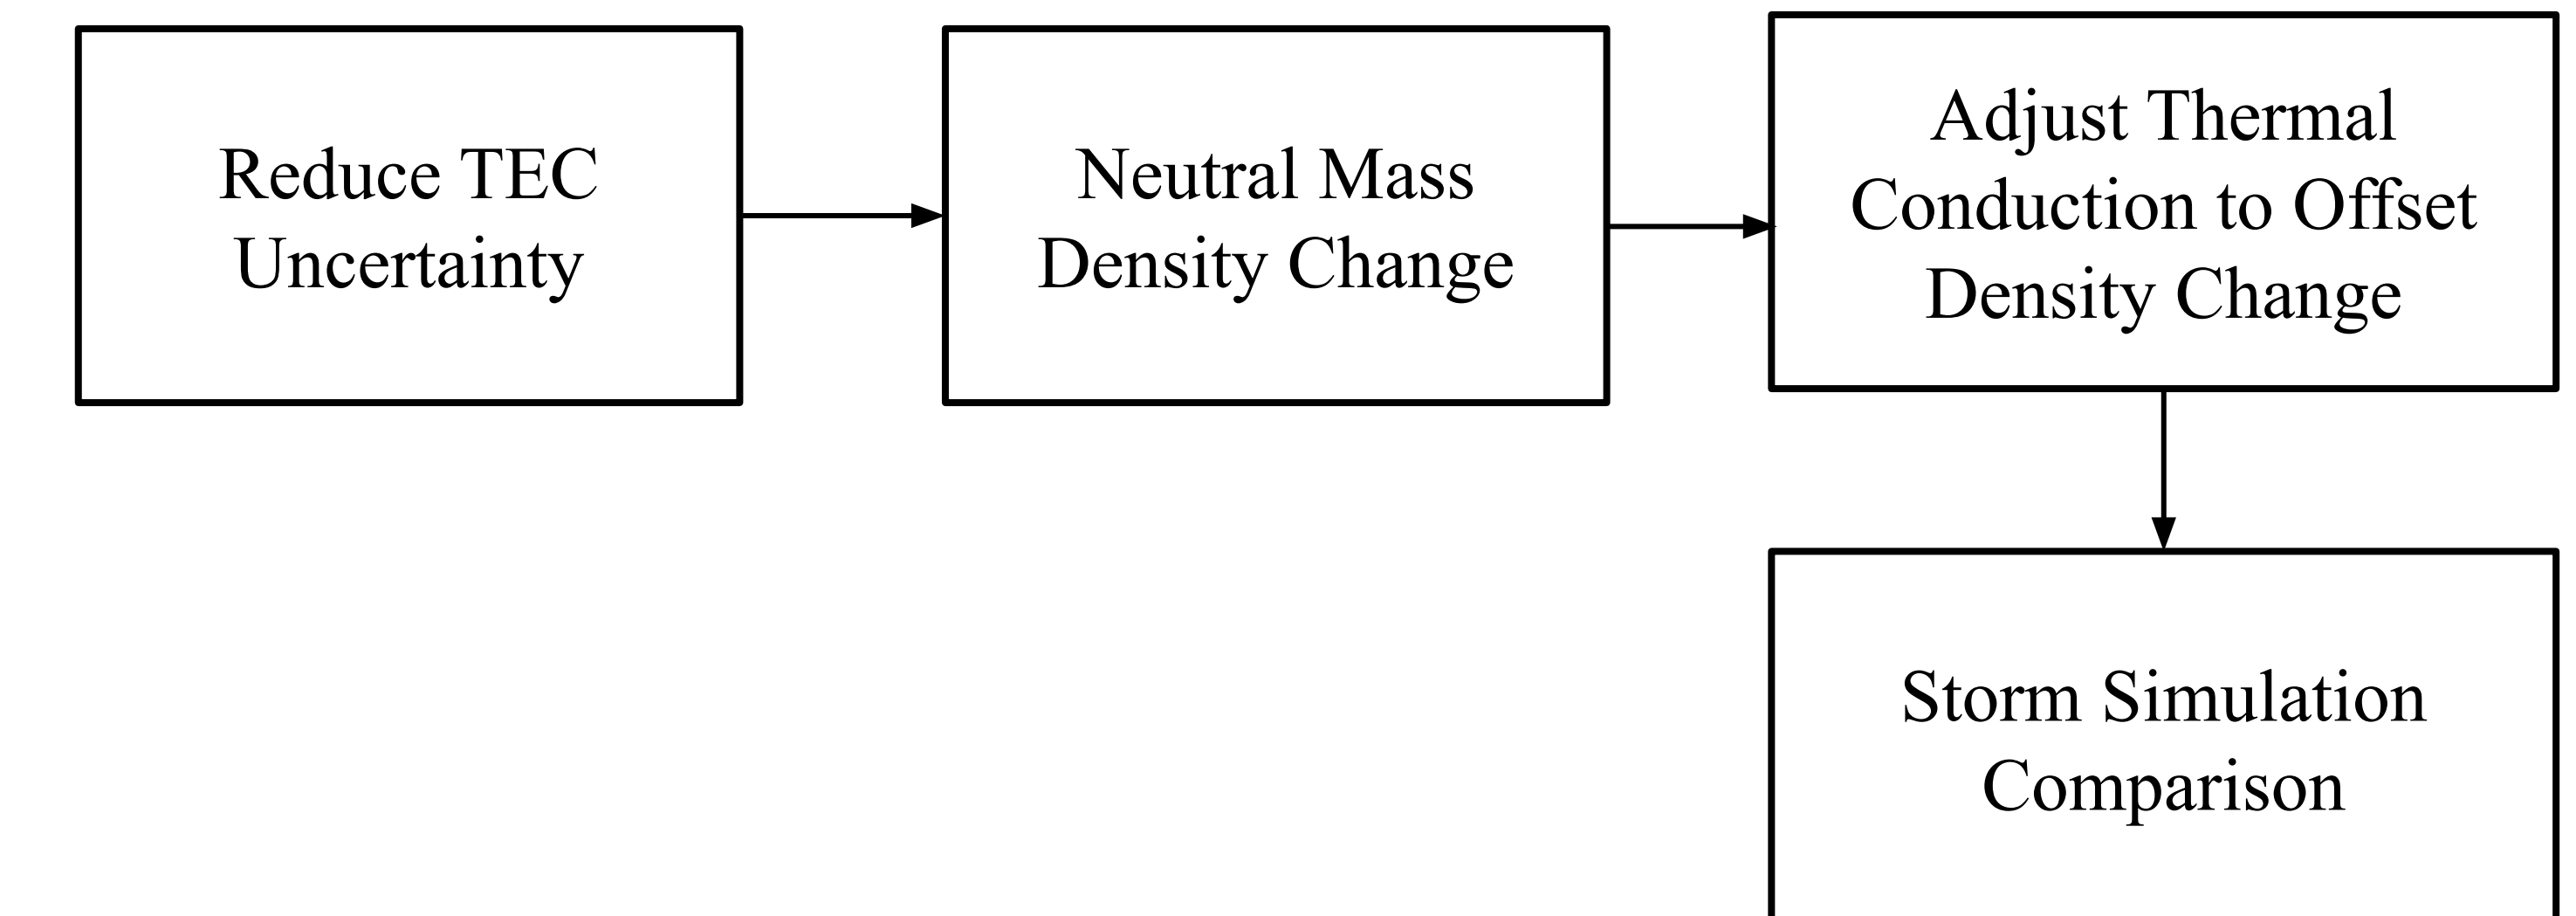 Reduce TEC
Uncertainty
Neutral Mass
Density Change
Adjust Thermal
Conduction to Offset
Density Change
Storm Simulation
Comparison